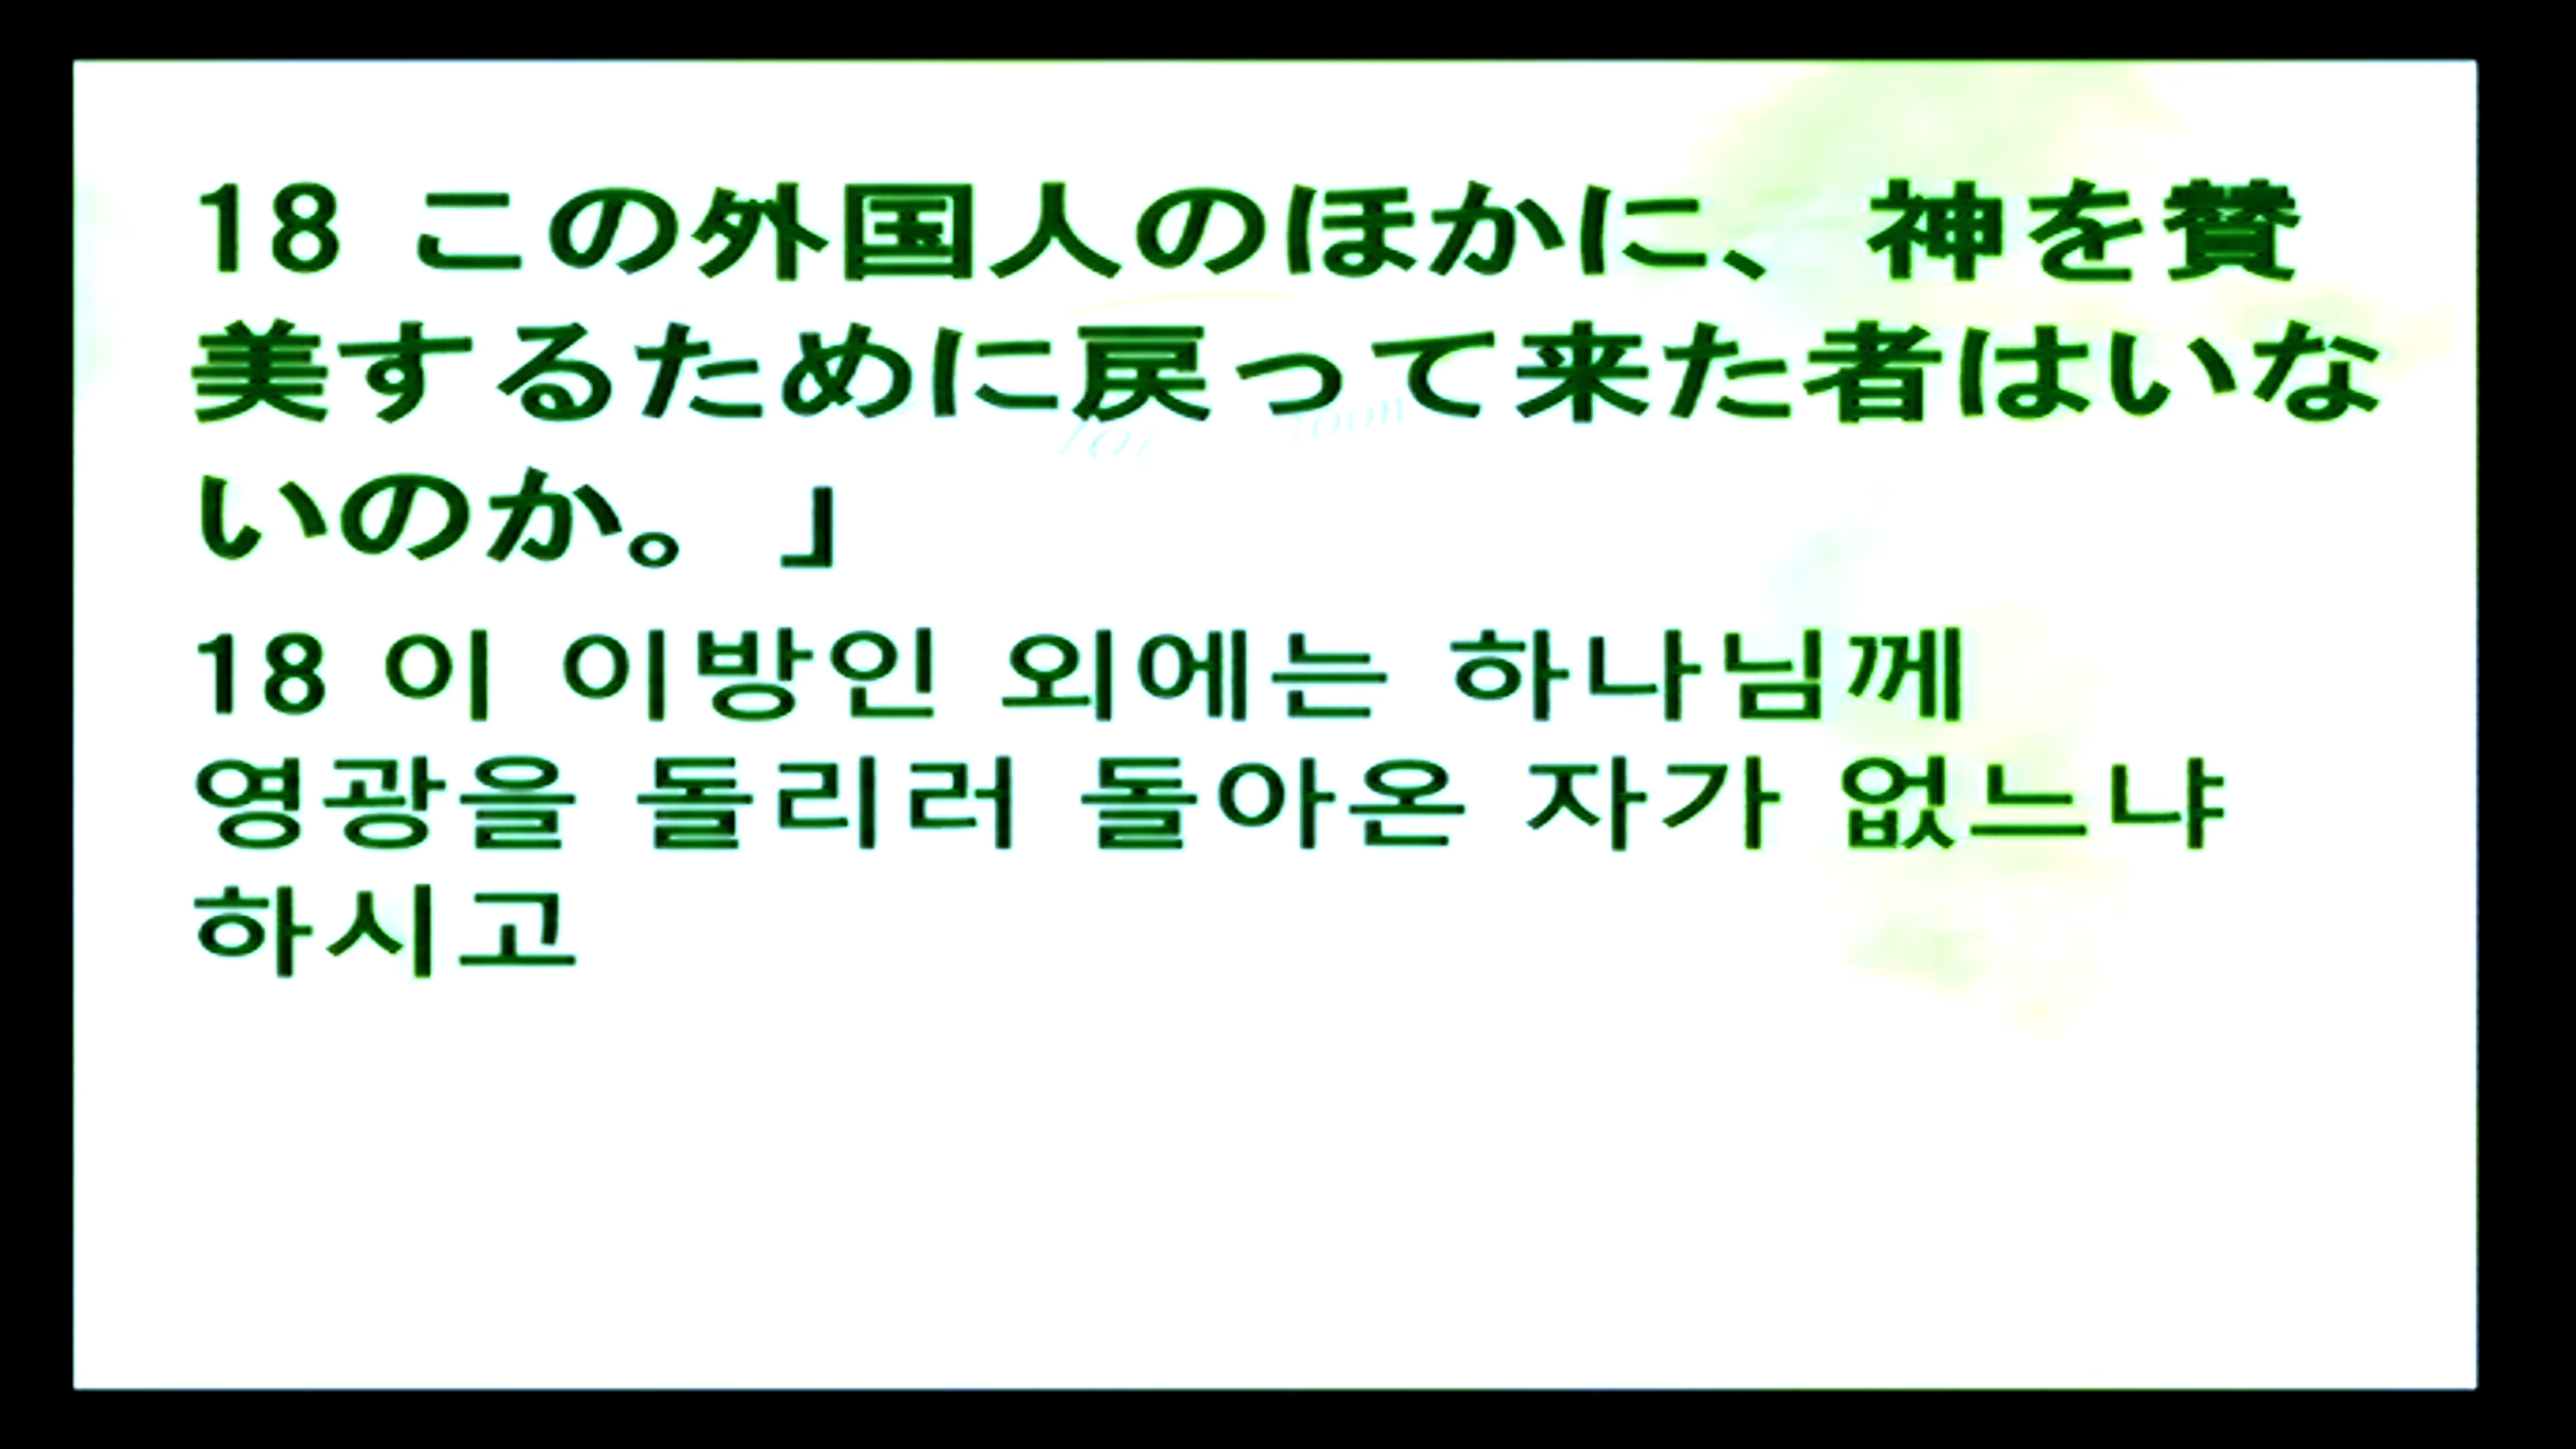 18 この外国人のほかに、神を賛
美するために戻って来た者はいな
いのか。」
18 이 이방인 외에는 하나님께
영광을 돌리러 돌아온 자가 없느냐
하시고